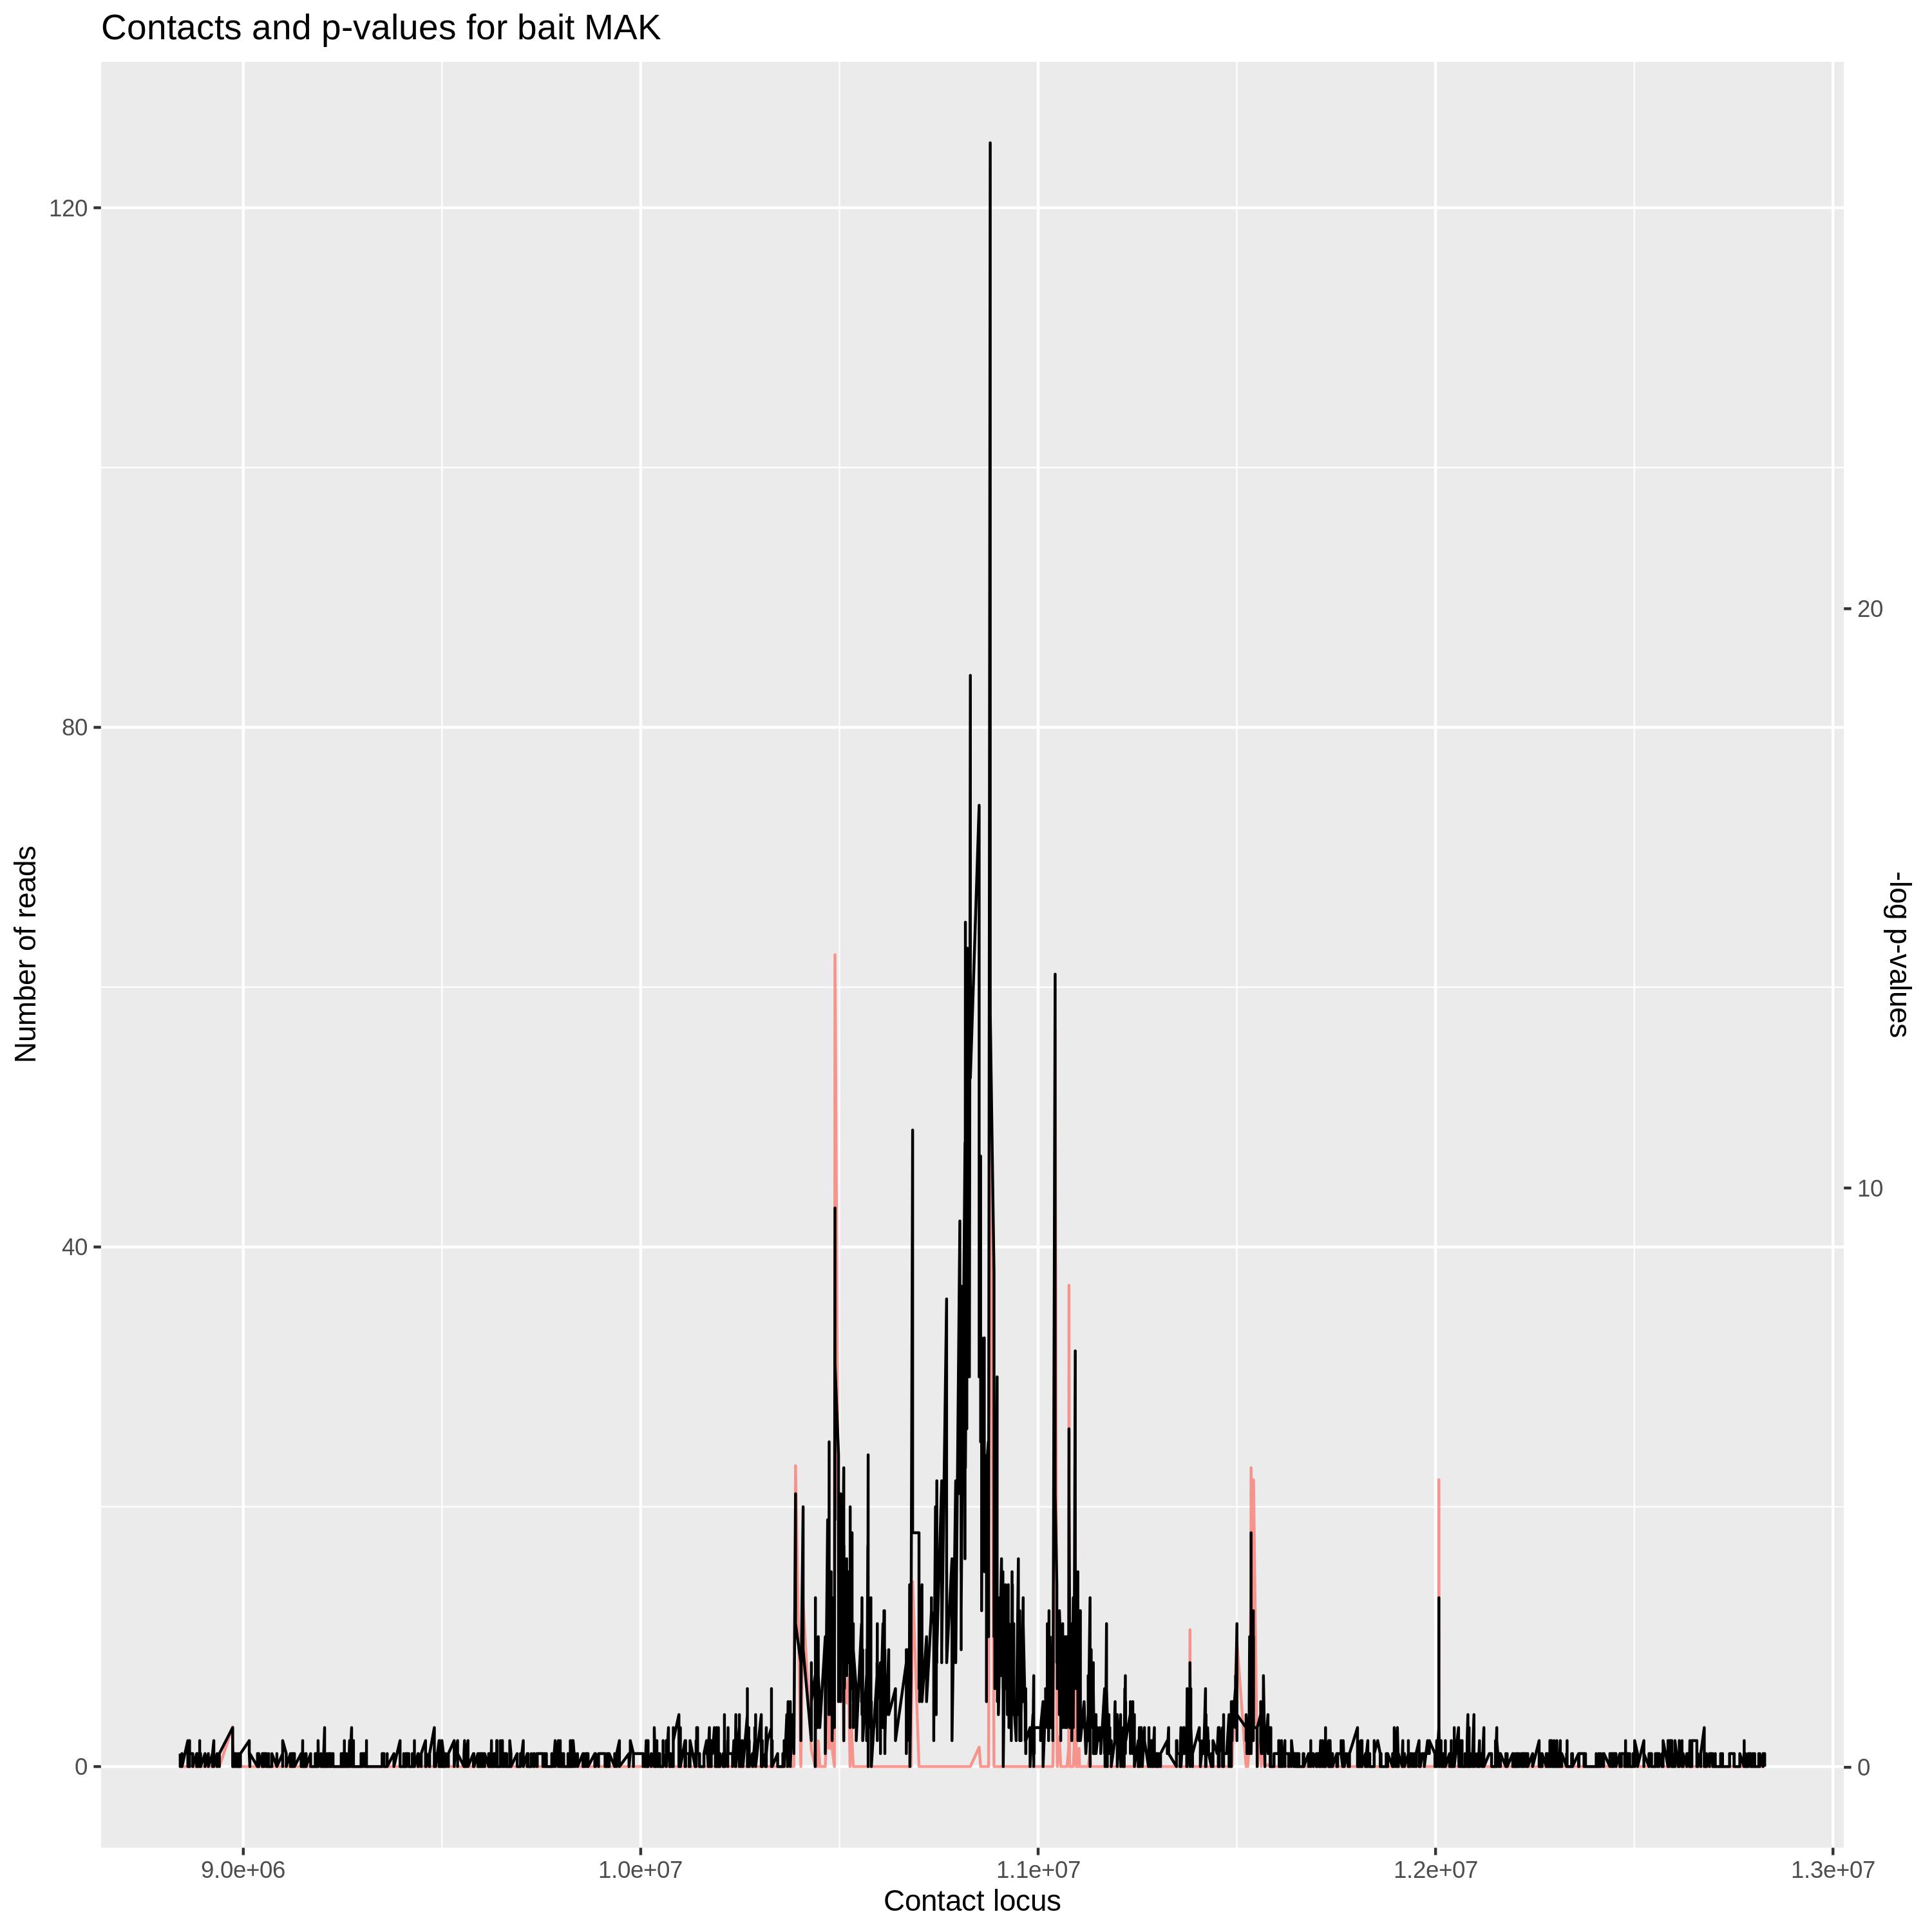 Contacts and p-values for bait MAK
120
80
40
0
20
10
0
Number of reads
-log p-values
9.0e+06
1.0e+07
1.1e+07
1.2e+07
1.3e+07
Contact locus